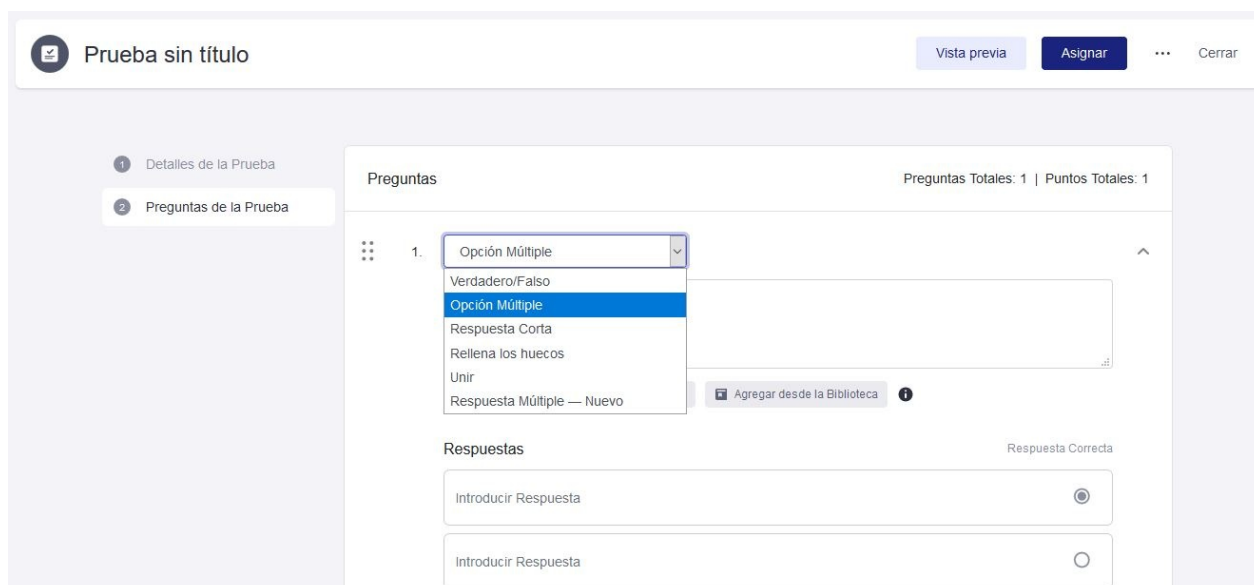 Prueba sin título
Vista previa
Asignar
Cerrar
1 Detalles de la Prueba
2 Preguntas de la Prueba
Preguntas
Preguntas Totales: 1 | Puntos Totales: 1
1.
Opción Múltiple
Verdadero/Falso
Opción Múltiple
Respuesta Corta
Rellena los huecos
Unir
Respuesta Múltiple — Nuevo
Agregar desde la Biblioteca
Respuestas
Respuesta Correcta
Introducir Respuesta
Introducir Respuesta